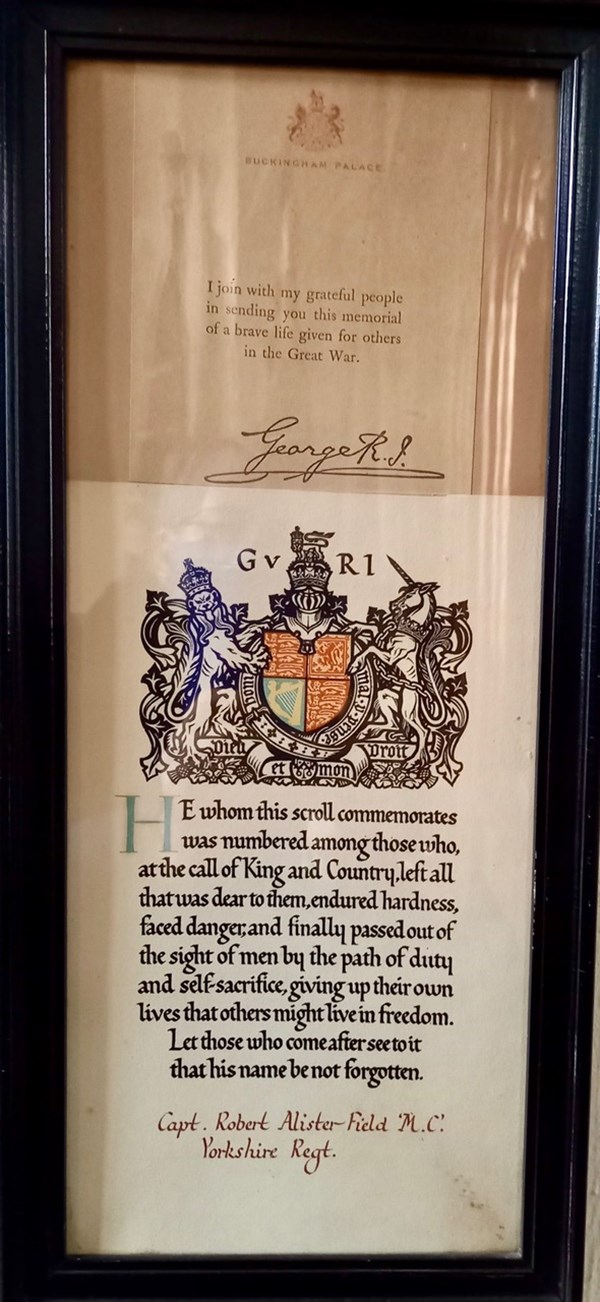 BUCKINGHAM PALACE
I join with my grateful people
in sending you this memorial
of a brave life given for others
in the Great War.
George R.I.
G V R I
Dieu et mon Droit
HE whom this scroll commemorates
was numbered among those who,
at the call of King and Country, left all
that was dear to them, endured hardness,
faced danger, and finally passed out of
the sight of men by the path of duty
and self-sacrifice, giving up their own
lives that others might live in freedom.
Let those who come after see to it
that his name be not forgotten.
Capt. Robert Alister Field 'M.C.'
Yorkshire Regt.